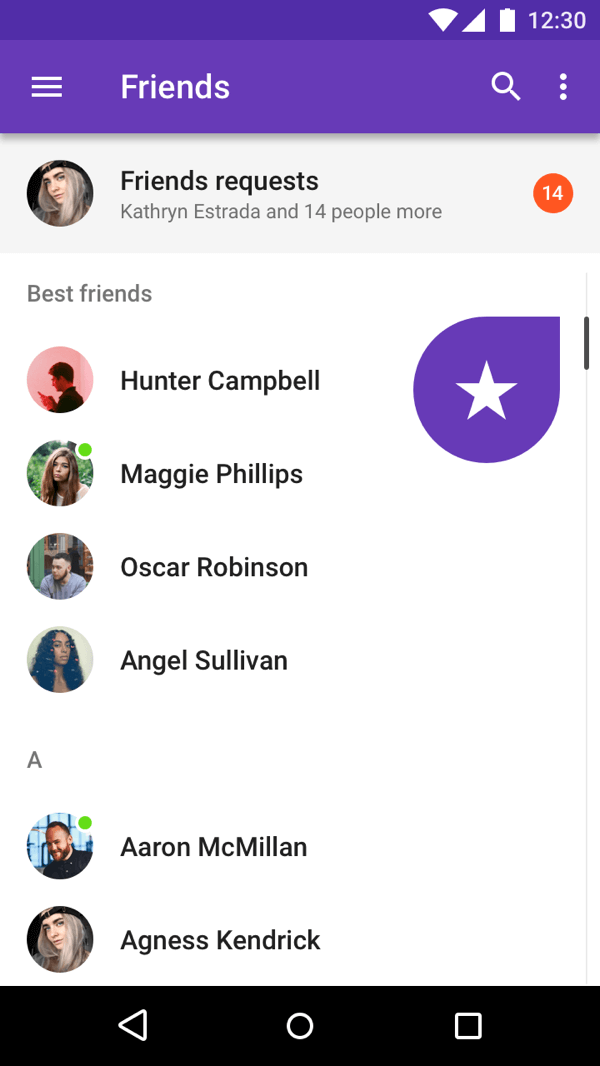 12:30
Friends
Friends requests
Kathryn Estrada and 14 people more
14
Best friends
Hunter Campbell
Maggie Phillips
Oscar Robinson
Angel Sullivan
A
Aaron McMillan
Agness Kendrick